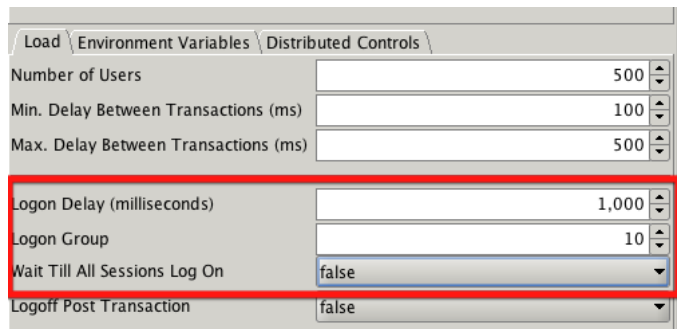 Load Environment Variables Distributed Controls
Number of Users 500
Min. Delay Between Transactions (ms) 100
Max. Delay Between Transactions (ms) 500
Logon Delay (milliseconds) 1,000
Logon Group 10
Wait Till All Sessions Log On false
Logoff Post Transaction false